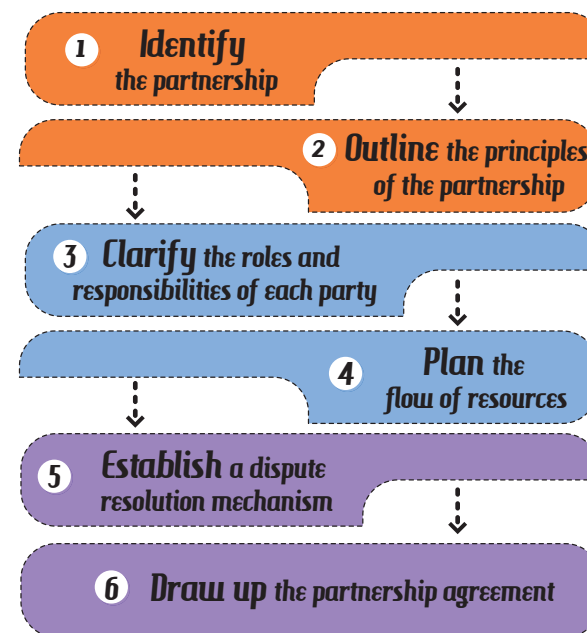 1 Identify
the partnership
2 Outline the principles
of the partnership
3 Clarify the roles and
responsibilities of each party
4 Plan the
flow of resources
5 Establish a dispute
resolution mechanism
6 Draw up the partnership agreement